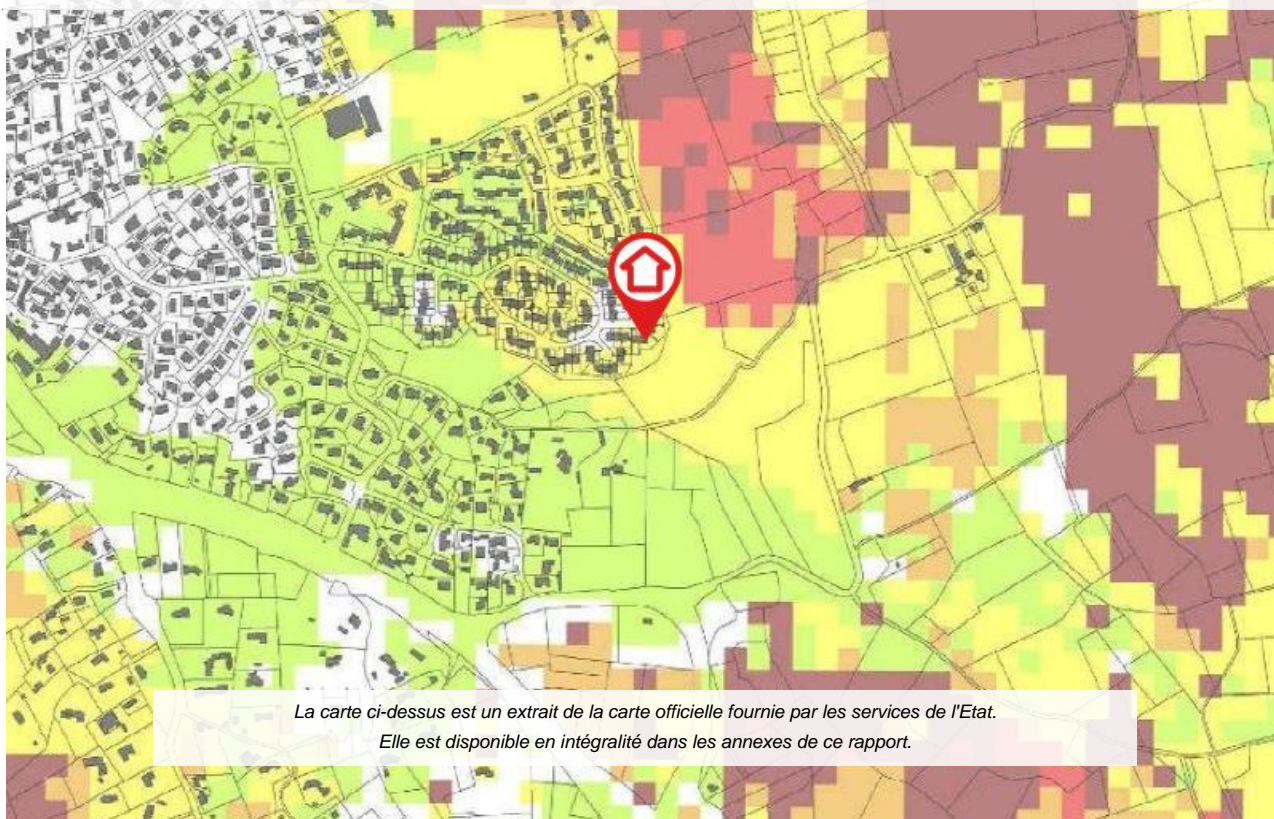 La carte ci-dessus est un extrait de la carte officielle fournie par les services de l'Etat.
Elle est disponible en intégralité dans les annexes de ce rapport.